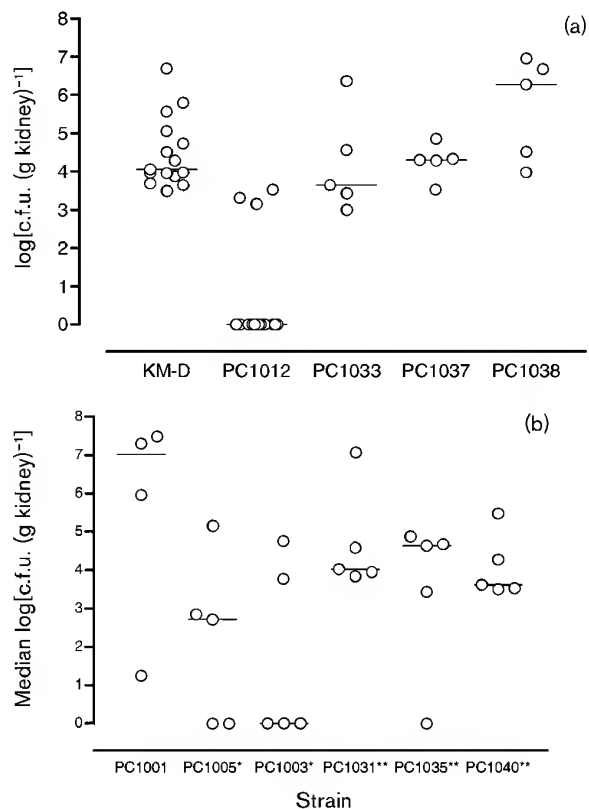 (a)
log[c.f.u. (g kidney)⁻¹]
8
7
6
5
4
3
2
1
0
KM-D PC1012 PC1033 PC1037 PC1038
(b)
Median log[c.f.u. (g kidney)⁻¹]
8
7
6
5
4
3
2
1
0
PC1001 PC1005* PC1003* PC1031** PC1035** PC1040**
Strain